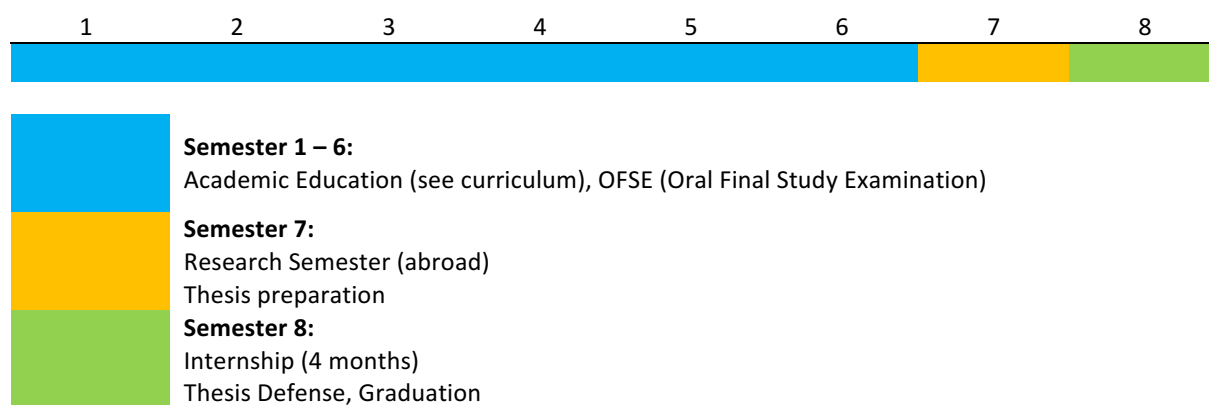 1 2 3 4 5 6 7 8
Semester 1 – 6:
Academic Education (see curriculum), OFSE (Oral Final Study Examination)
Semester 7:
Research Semester (abroad)
Thesis preparation
Semester 8:
Internship (4 months)
Thesis Defense, Graduation